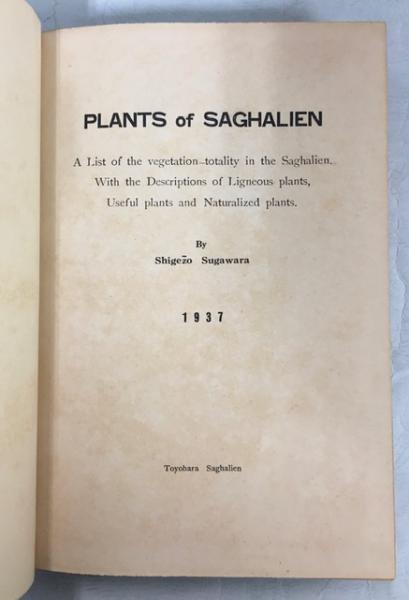 PLANTS of SAGHALIEN
A List of the vegetation-totality in the Saghalien.
With the Descriptions of Ligneous plants,
Useful plants and Naturalized plants.
By
Shigezō Sugawara
1937
Toyohara Saghalien